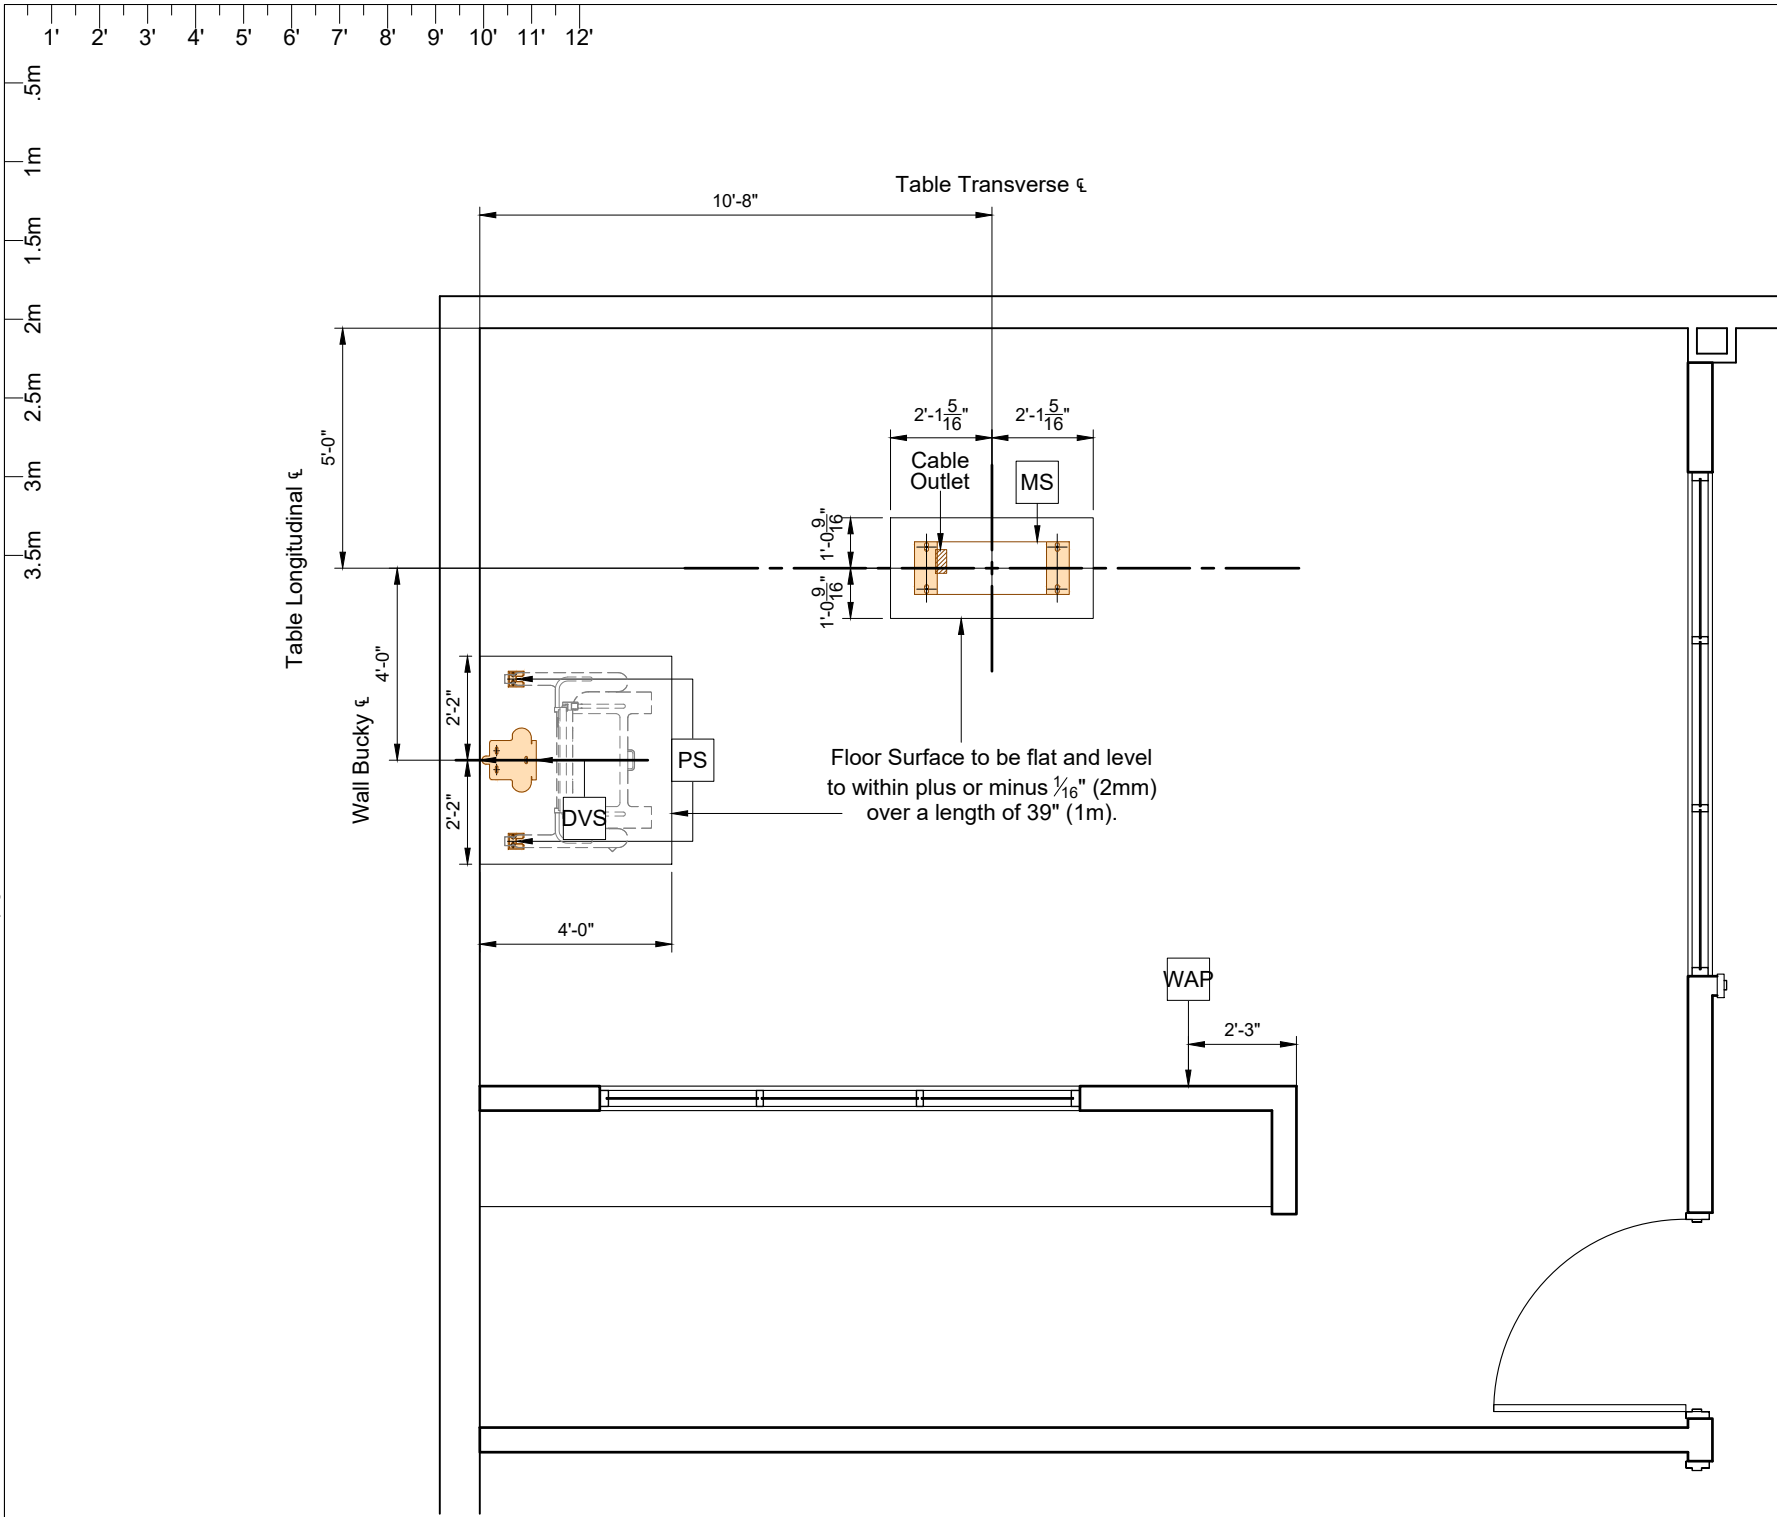 1' 2' 3' 4' 5' 6' 7' 8' 9' 10' 11' 12'
.5m
1m
1.5m
2m
2.5m
3m
3.5m
Table Transverse ℄
10'-8"
5'-0"
Table Longitudinal ℄
2'-1 5/16" 2'-1 5/16"
Cable
Outlet
MS
1'-0 9/16"
1'-0 9/16"
4'-0"
Wall Bucky ℄
2'-2"
2'-2"
PS
DVS
Floor Surface to be flat and level
to within plus or minus 1/16" (2mm)
over a length of 39" (1m).
4'-0"
WAP
2'-3"